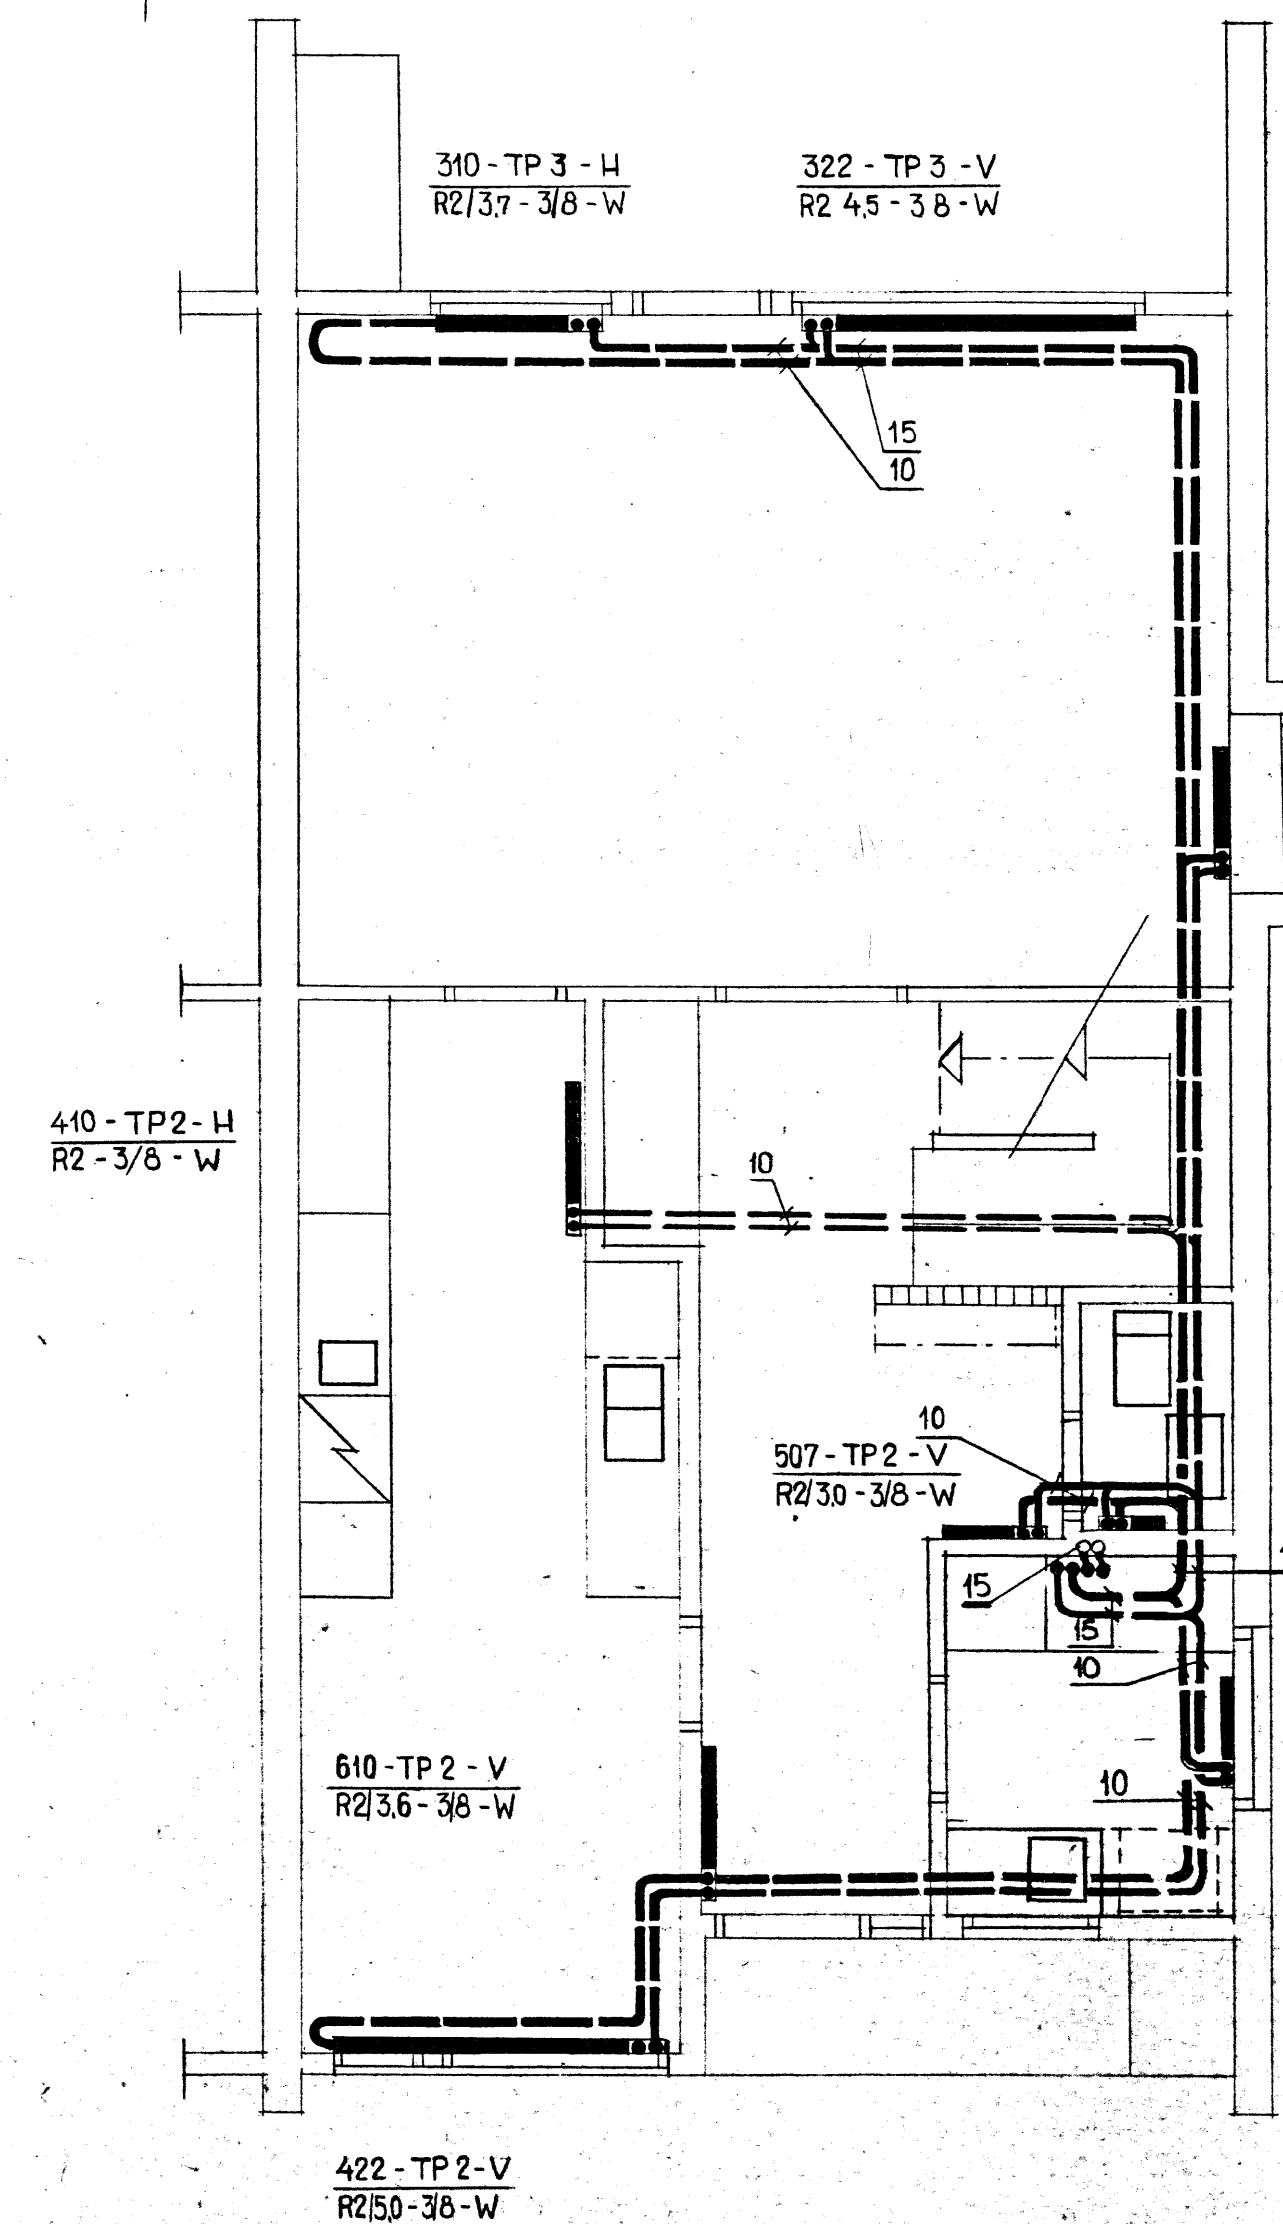 310 - TP 3 - H
R2/3,7 - 3/8 - W
322 - TP 3 - V
R2 4,5 - 3 8 - W
15
10
410 - TP 2 - H
R2 - 3/8 - W
10
10
507 - TP 2 - V
R2/3,0 - 3/8 - W
15
15
10
610 - TP 2 - V
R2/3,6 - 3/8 - W
10
422 - TP 2 - V
R2/5,0 - 3/8 - W